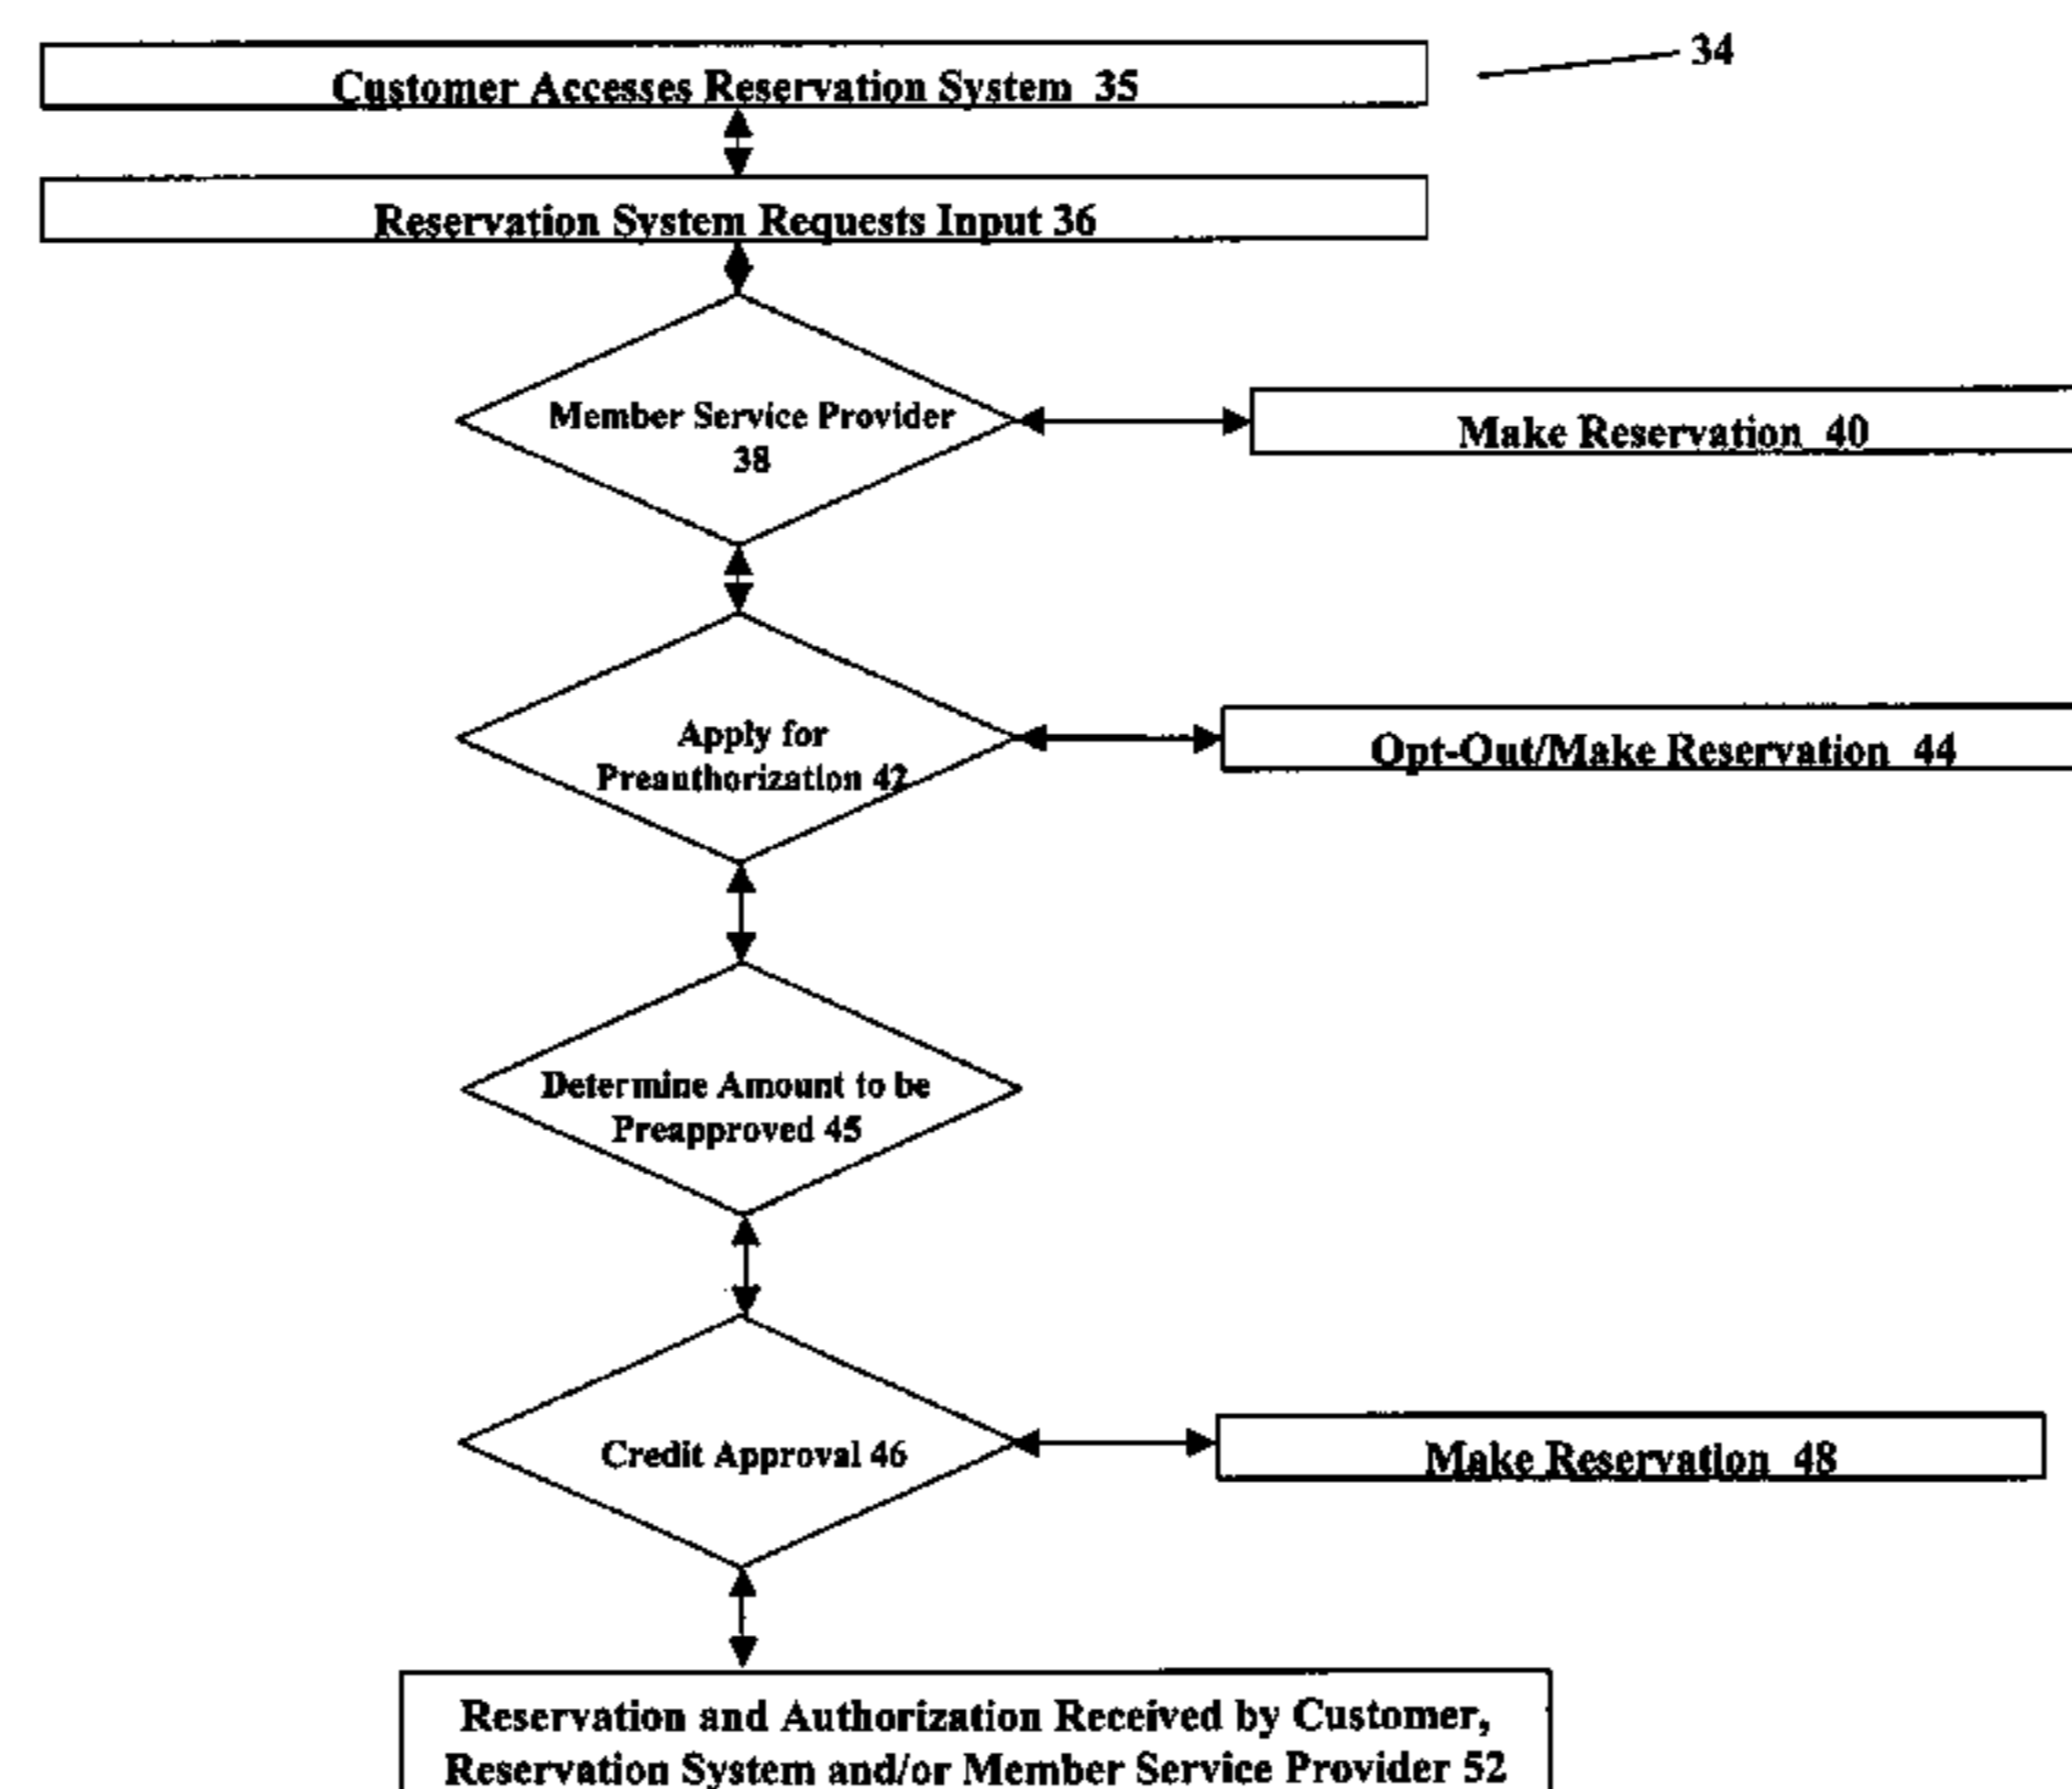 34
Customer Accesses Reservation System 35
Reservation System Requests Input 36
Member Service Provider
38
Make Reservation 40
Apply for
Preauthorization 42
Opt-Out/Make Reservation 44
Determine Amount to be
Preapproved 45
Credit Approval 46
Make Reservation 48
Reservation and Authorization Received by Customer,
Reservation System and/or Member Service Provider 52